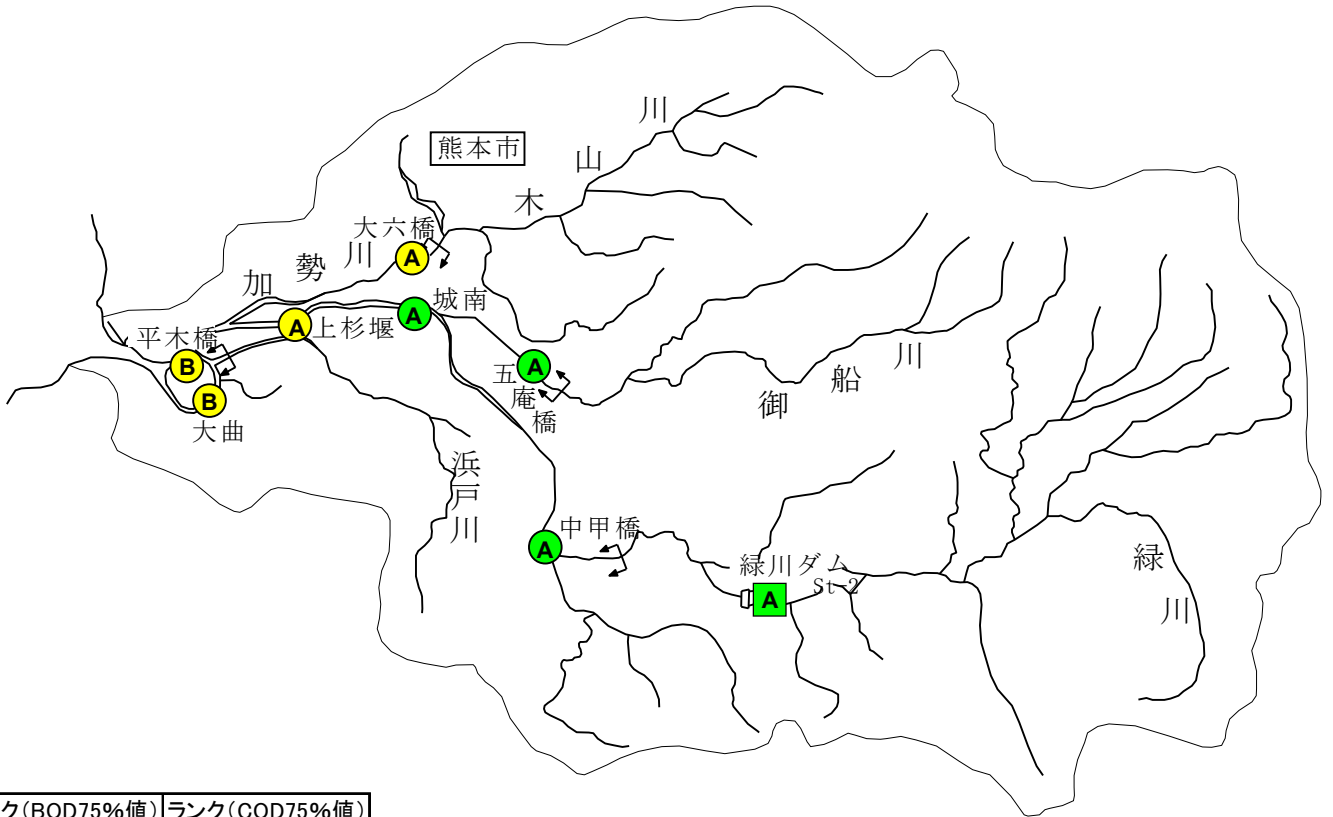 熊本市
木山川
大六橋
A
加勢川
城南
A
上杉堰
A
平木橋
B
B
大曲
五庵橋
A
御船川
浜戸川
中甲橋
A
緑川ダム
St-2
A
緑川
ク(BOD75%値)
ランク(COD75%値)